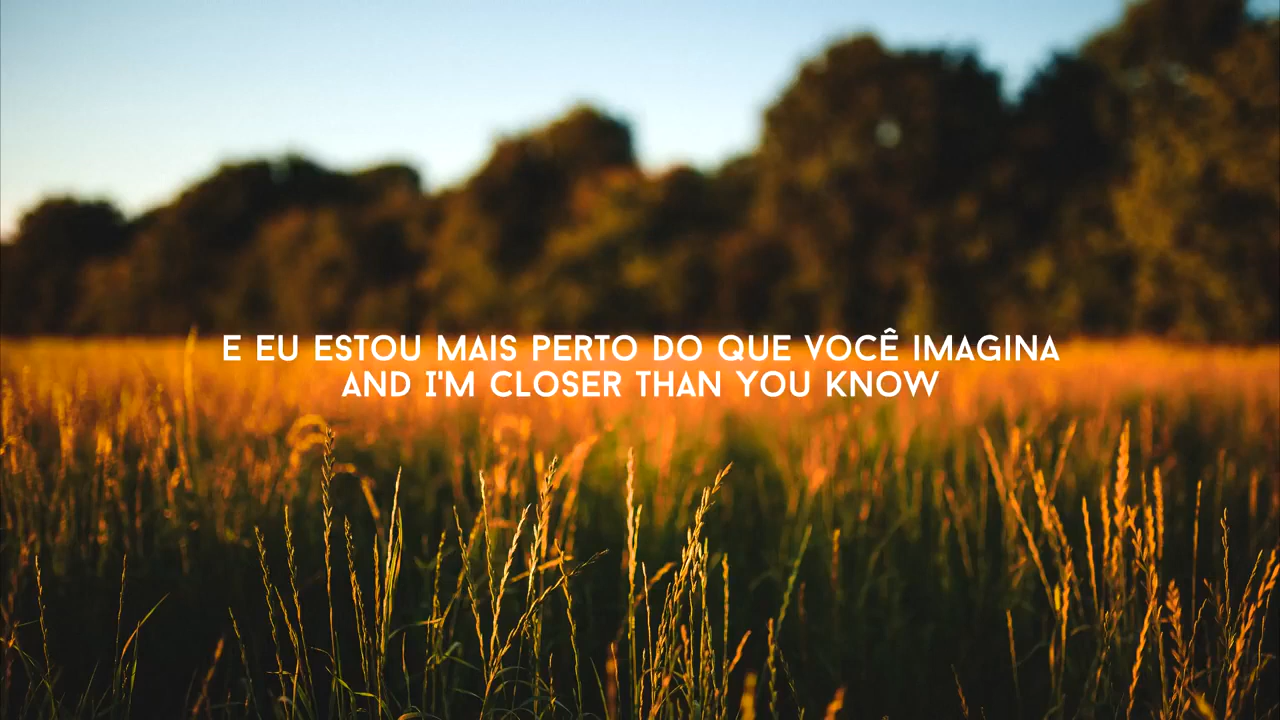 E EU ESTOU MAIS PERTO DO QUE VOCÊ IMAGINA
AND I'M CLOSER THAN YOU KNOW